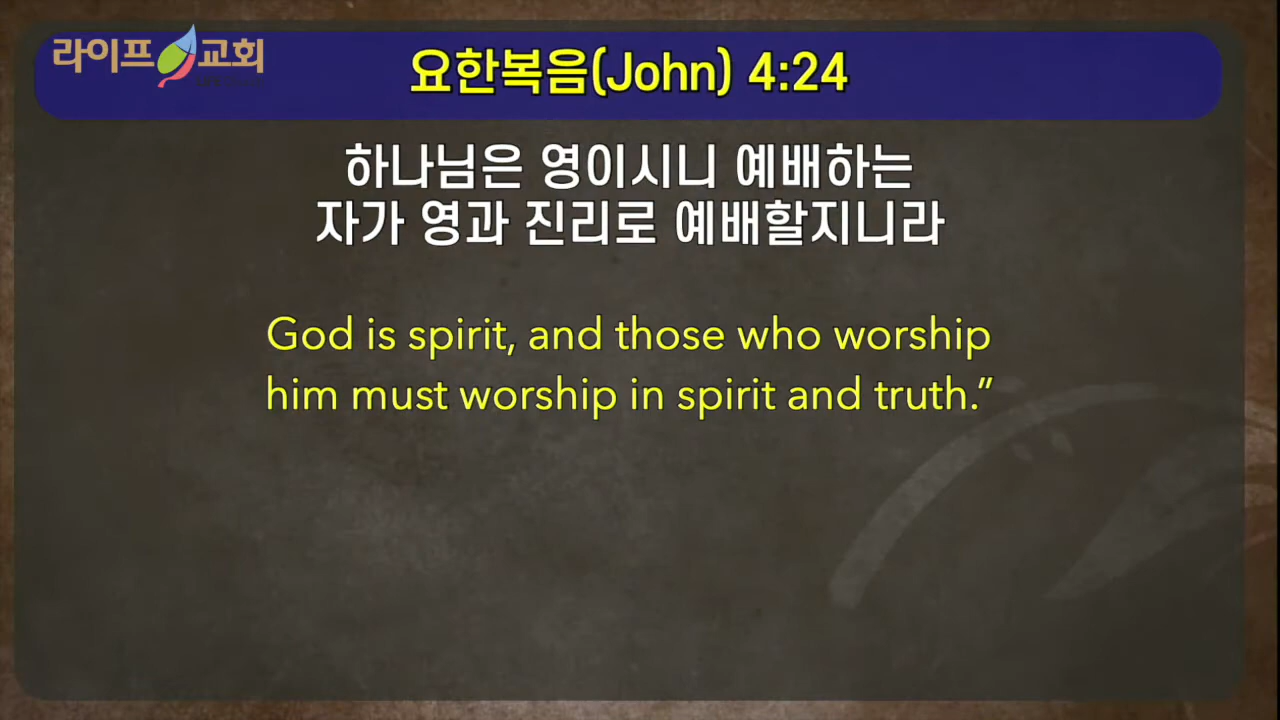 라이프 교회
요한복음(John) 4:24
하나님은 영이시니 예배하는
자가 영과 진리로 예배할지니라
God is spirit, and those who worship
him must worship in spirit and truth.”